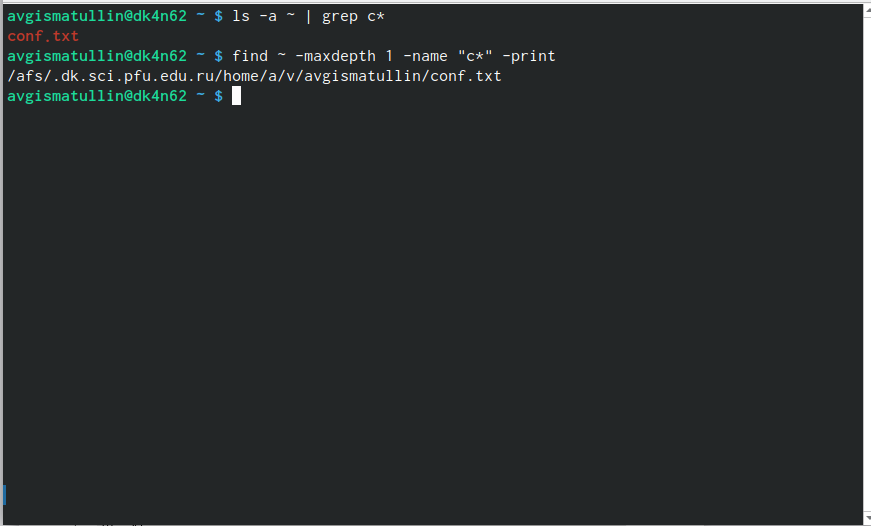 avgismatullin@dk4n62 ~ $ ls -a ~ | grep c*
conf.txt
avgismatullin@dk4n62 ~ $ find ~ -maxdepth 1 -name "c*" -print
/afs/.dk.sci.pfu.edu.ru/home/a/v/avgismatullin/conf.txt
avgismatullin@dk4n62 ~ $